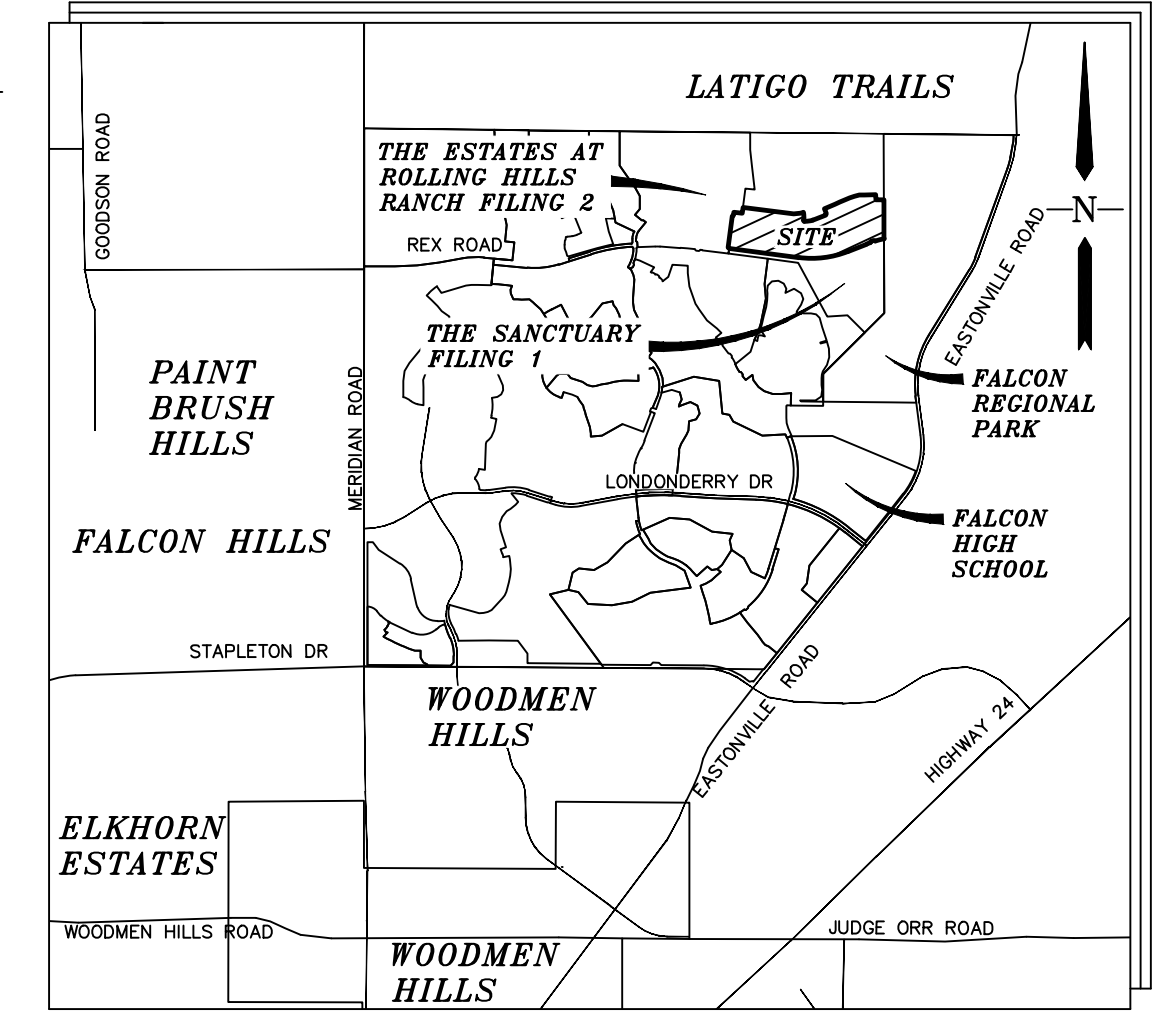 LATIGO TRAILS
GOODSON ROAD
THE ESTATES AT
ROLLING HILLS
RANCH FILING 2
N
SITE
REX ROAD
EASTONVILLE ROAD
THE SANCTUARY
FILING 1
PAINT
BRUSH
HILLS
MERIDIAN ROAD
FALCON
REGIONAL
PARK
LONDONDERRY DR
FALCON HILLS
FALCON
HIGH
SCHOOL
STAPLETON DR
WOODMEN
HILLS
EASTONVILLE ROAD
HIGHWAY 24
ELKHORN
ESTATES
WOODMEN HILLS ROAD
JUDGE ORR ROAD
WOODMEN
HILLS